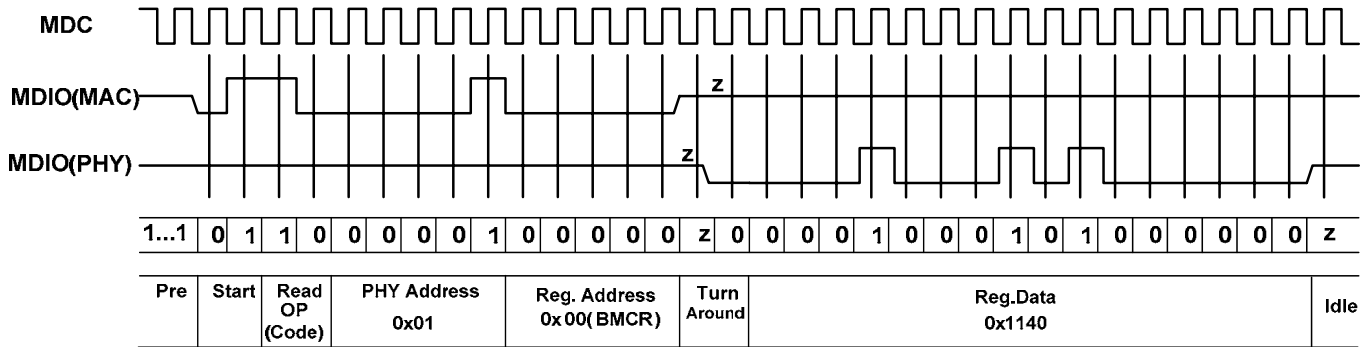 MDC
MDIO(MAC)
z
MDIO(PHY)
z
1...1 0 1 1 0 0 0 0 0 1 0 0 0 0 0 z 0 0 0 0 1 0 0 0 1 0 1 0 0 0 0 0 0 z
Pre
Start
Read
OP
(Code)
PHY Address
0x01
Reg. Address
0x00(BMCR)
Turn
Around
Reg.Data
0x1140
Idle